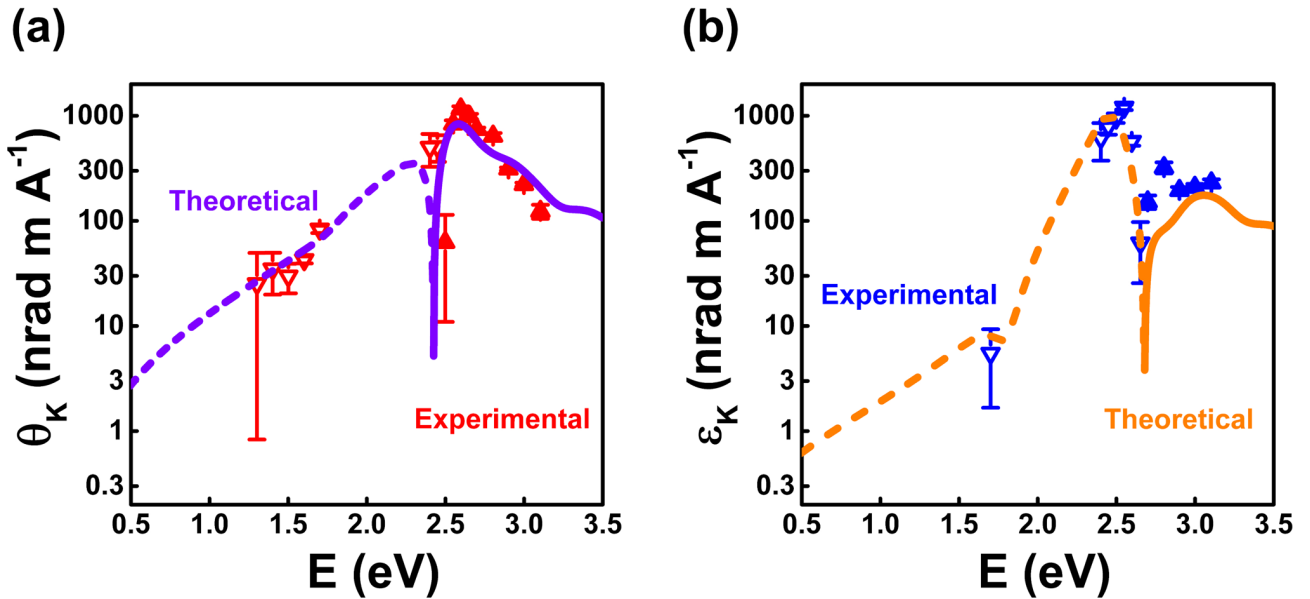 (a)
θK (nrad m A-1)
1000
300
100
30
10
3
1
0.3
Theoretical
Experimental
0.5 1.0 1.5 2.0 2.5 3.0 3.5
E (eV)
(b)
εK (nrad m A-1)
1000
300
100
30
10
3
1
0.3
Experimental
Theoretical
0.5 1.0 1.5 2.0 2.5 3.0 3.5
E (eV)